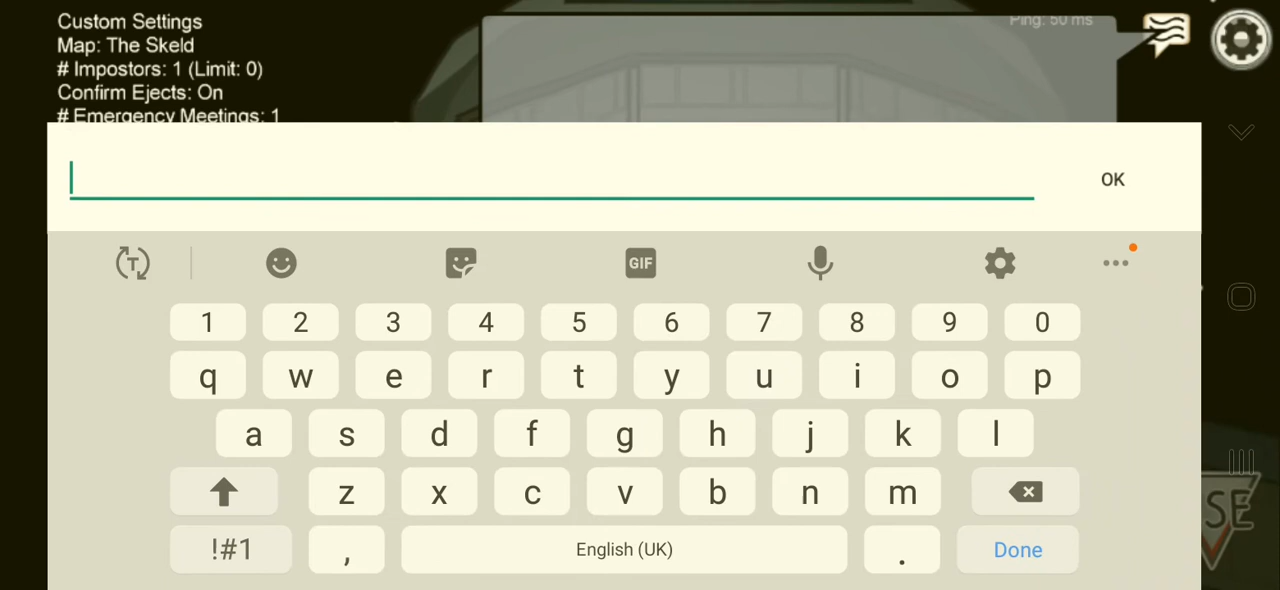 Custom Settings
Map: The Skeld
# Impostors: 1 (Limit: 0)
Confirm Ejects: On
# Emergency Meetings: 1
Ping: 50 ms
OK
T
GIF
1 2 3 4 5 6 7 8 9 0
q w e r t y u i o p
a s d f g h j k l
z x c v b n m
!#1 , English (UK) . Done